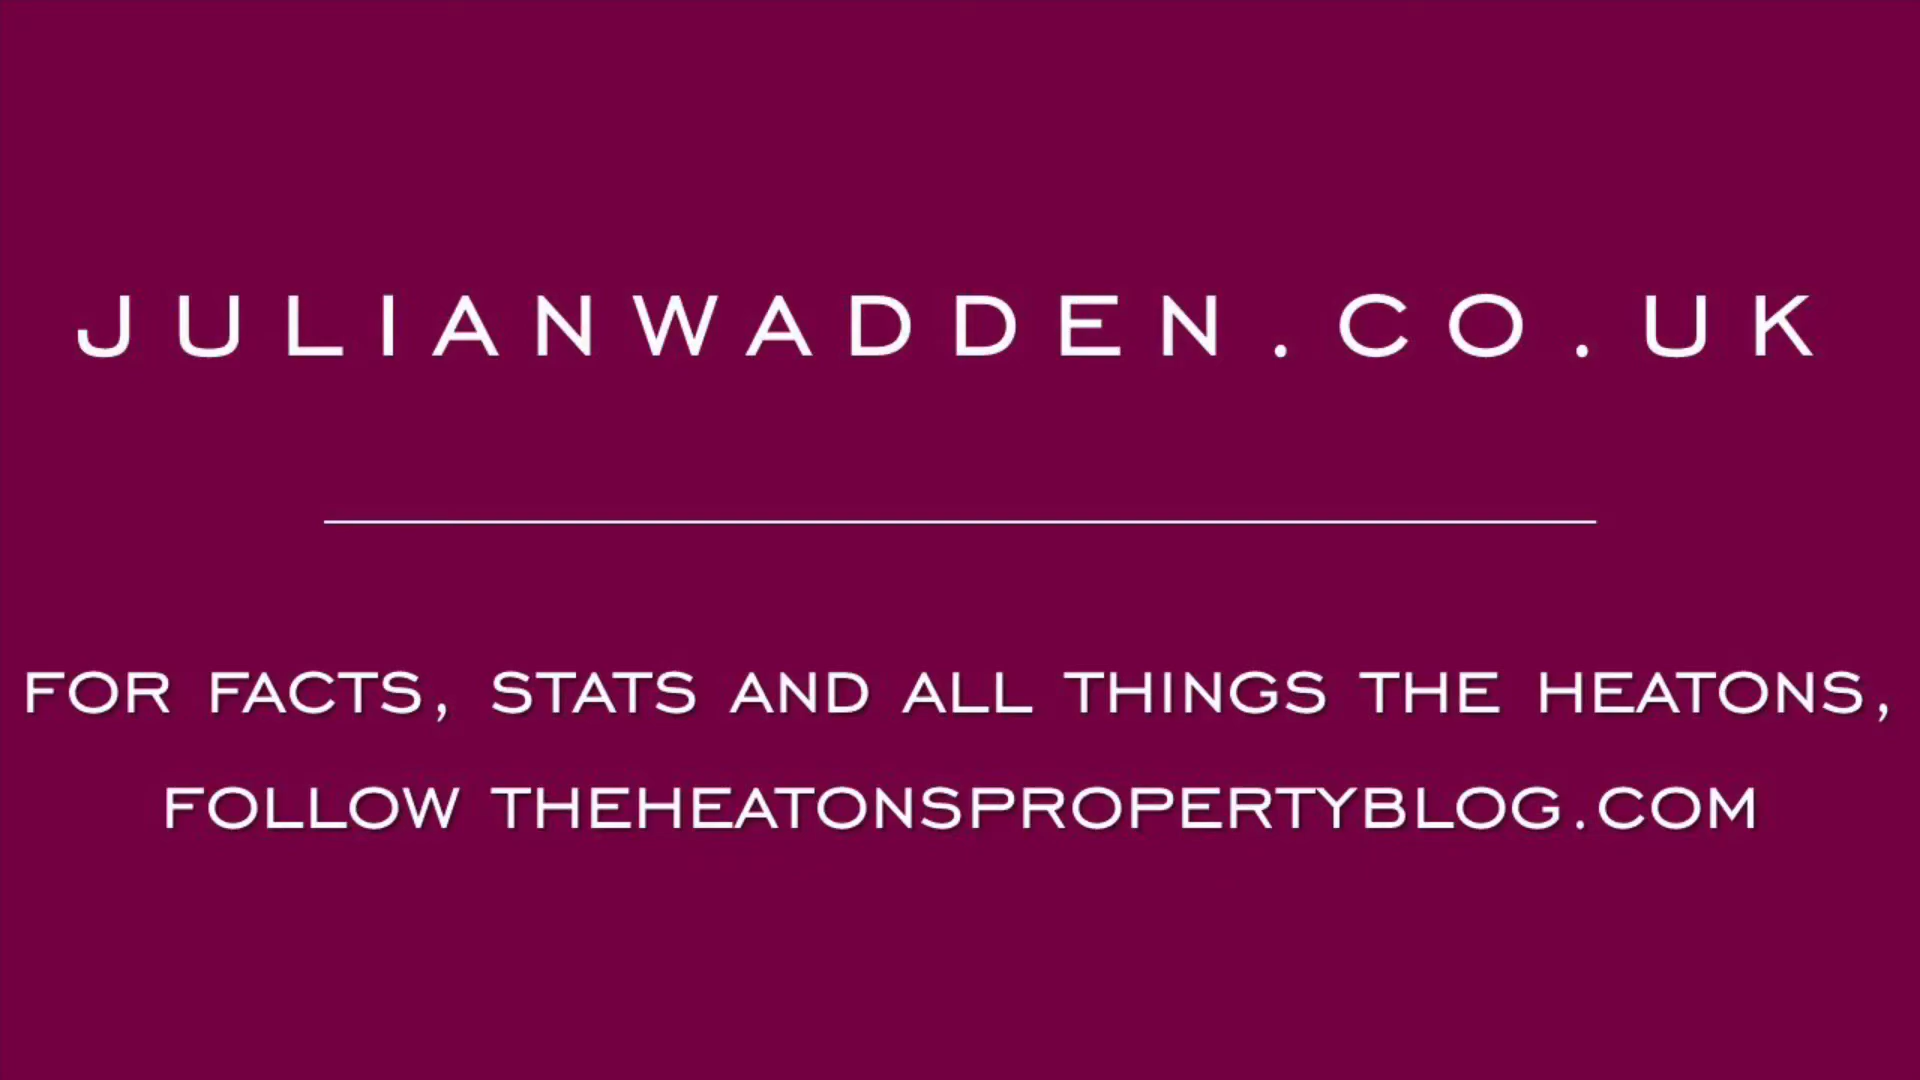 JULIANWADDEN.CO.UK
FOR FACTS, STATS AND ALL THINGS THE HEATONS,
FOLLOW THEHEATONSPROPERTYBLOG.COM